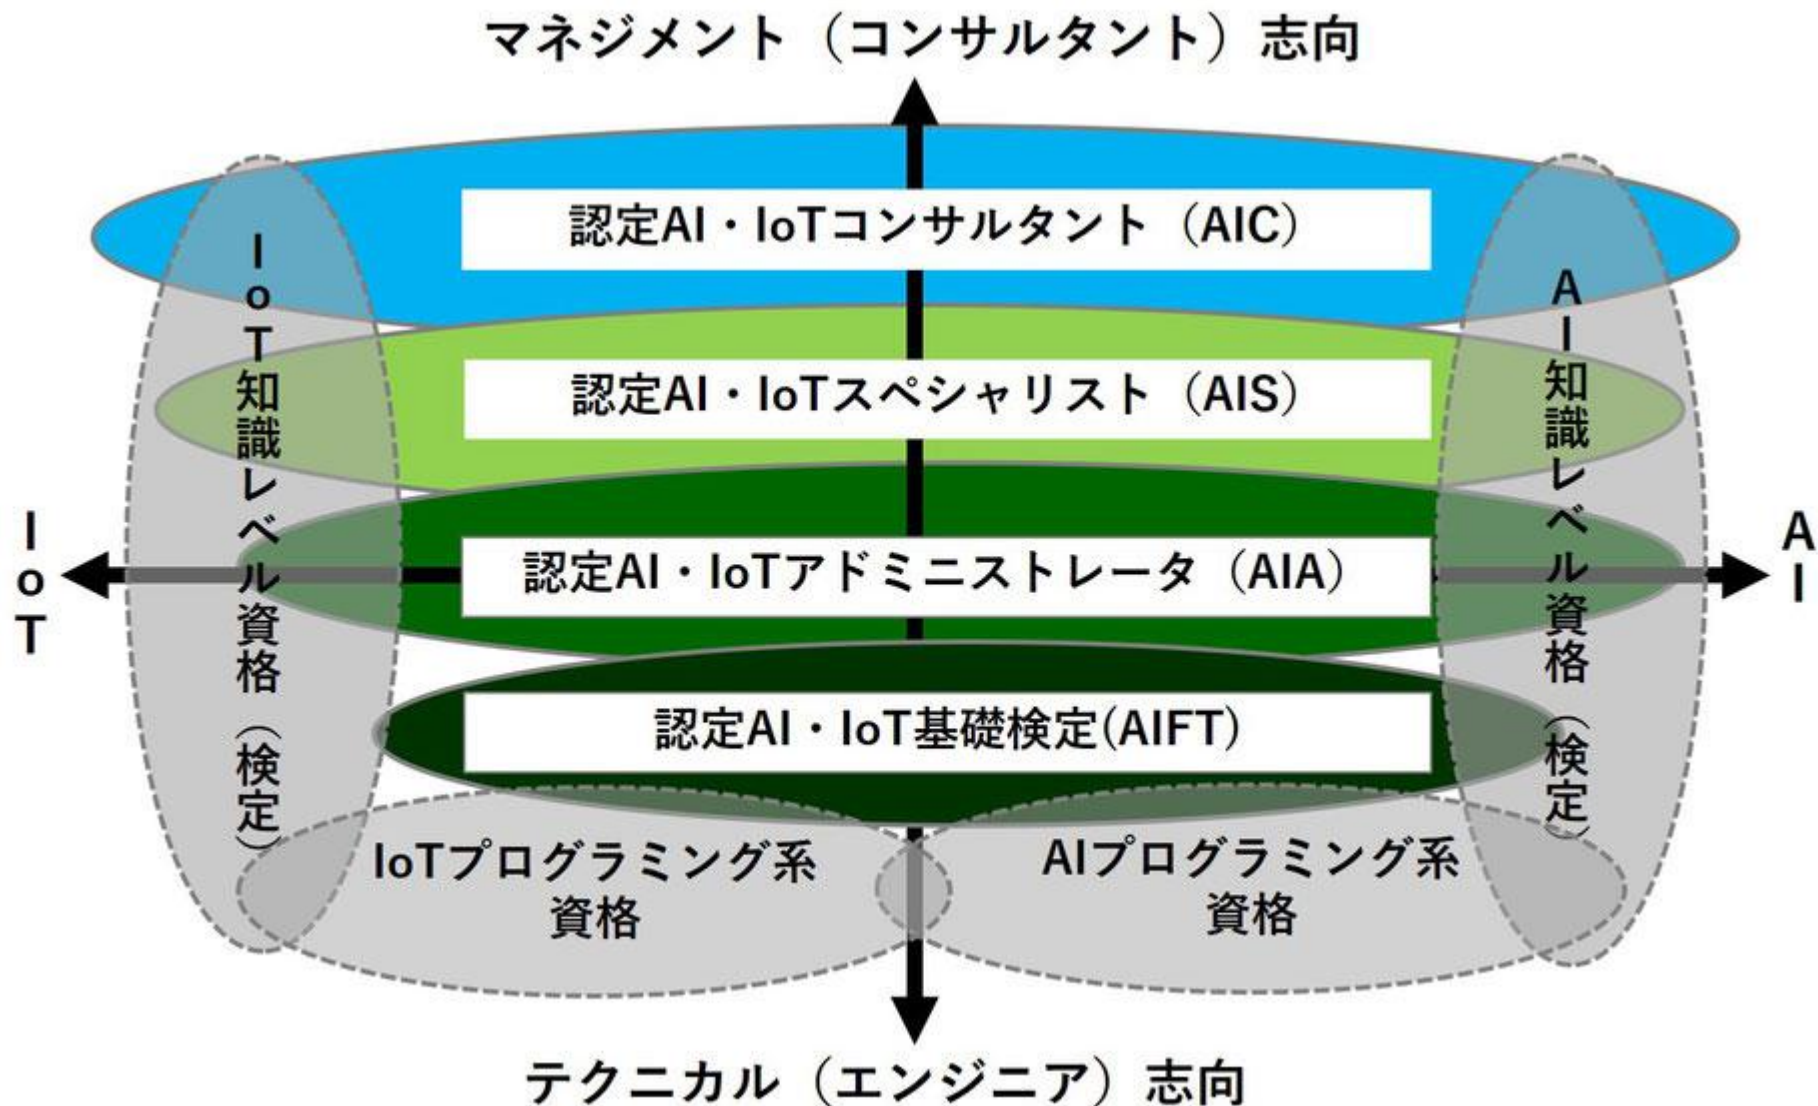 マネジメント（コンサルタント）志向
認定AI・IoTコンサルタント（AIC）
認定AI・IoTスペシャリスト（AIS）
認定AI・IoTアドミニストレータ（AIA）
認定AI・IoT基礎検定(AIFT)
IoT知識レベル資格（検定）
AI知識レベル資格（検定）
IoT
AI
IoTプログラミング系
資格
AIプログラミング系
資格
テクニカル（エンジニア）志向